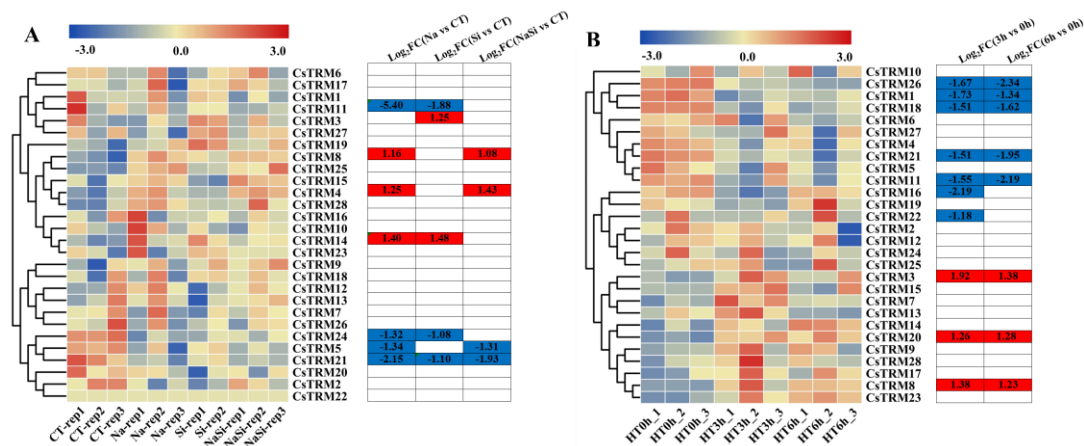 A
-3.0 0.0 3.0
Log2FC(Na vs CT)
Log2FC(Si vs CT)
Log2FC(NaSi vs CT)
CsTRM6
CsTRM17
CsTRM1
CsTRM11 -5.40 -1.88
CsTRM3 1.25
CsTRM27
CsTRM19
CsTRM8 1.16 1.08
CsTRM25
CsTRM15
CsTRM4 1.25 1.43
CsTRM28
CsTRM16
CsTRM10
CsTRM14 1.40 1.48
CsTRM23
CsTRM9
CsTRM18
CsTRM12
CsTRM13
CsTRM7
CsTRM26
CsTRM24 -1.32 -1.08
CsTRM5 -1.34 -1.31
CsTRM21 -2.15 -1.10 -1.93
CsTRM20
CsTRM2
CsTRM22
CT-rep1
CT-rep2
CT-rep3
Na-rep1
Na-rep2
Na-rep3
Si-rep1
Si-rep2
NaSi-rep1
NaSi-rep2
NaSi-rep3
B
-3.0 0.0 3.0
Log2FC(3h vs 0h)
Log2FC(6h vs 0h)
CsTRM10
CsTRM26 -1.67 -2.34
CsTRM1 -1.73 -1.34
CsTRM18 -1.51 -1.62
CsTRM6
CsTRM27
CsTRM4
CsTRM21 -1.51 -1.95
CsTRM5
CsTRM11 -1.55 -2.19
CsTRM16 -2.19
CsTRM19
CsTRM22 -1.18
CsTRM2
CsTRM12
CsTRM24
CsTRM25
CsTRM3 1.92 1.38
CsTRM15
CsTRM7
CsTRM13
CsTRM14
CsTRM20 1.26 1.28
CsTRM9
CsTRM28
CsTRM17
CsTRM8 1.38 1.23
CsTRM23
HT0h_1
HT0h_2
HT0h_3
HT3h_1
HT3h_2
HT3h_3
HT6h_1
HT6h_2
HT6h_3